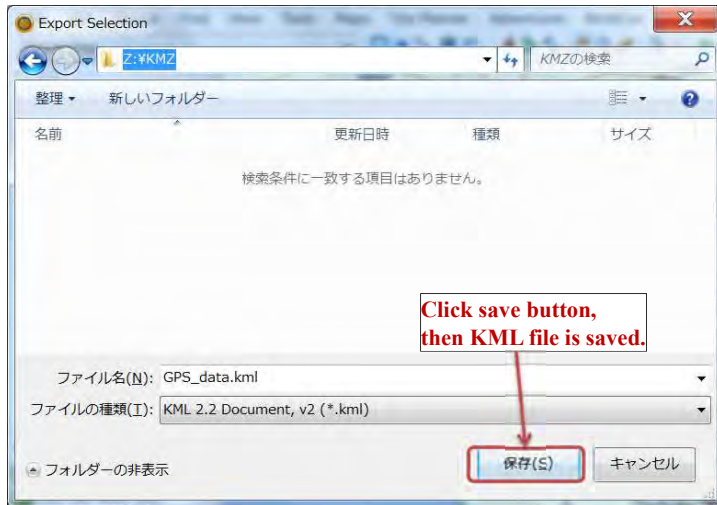 Export Selection
Z:¥KMZ
KMZの検索
整理
新しいフォルダー
名前 更新日時 種類 サイズ
検索条件に一致する項目はありません。
Click save button,
then KML file is saved.
ファイル名(N): GPS_data.kml
ファイルの種類(T): KML 2.2 Document, v2 (*.kml)
フォルダーの非表示
保存(S)
キャンセル